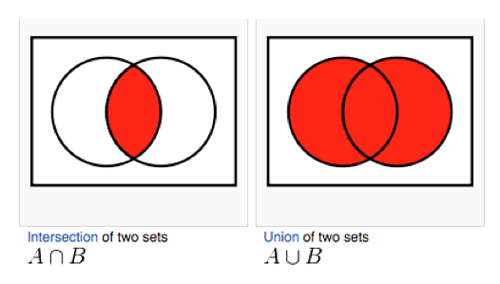 Intersection of two sets
A ∩ B
Union of two sets
A ∪ B